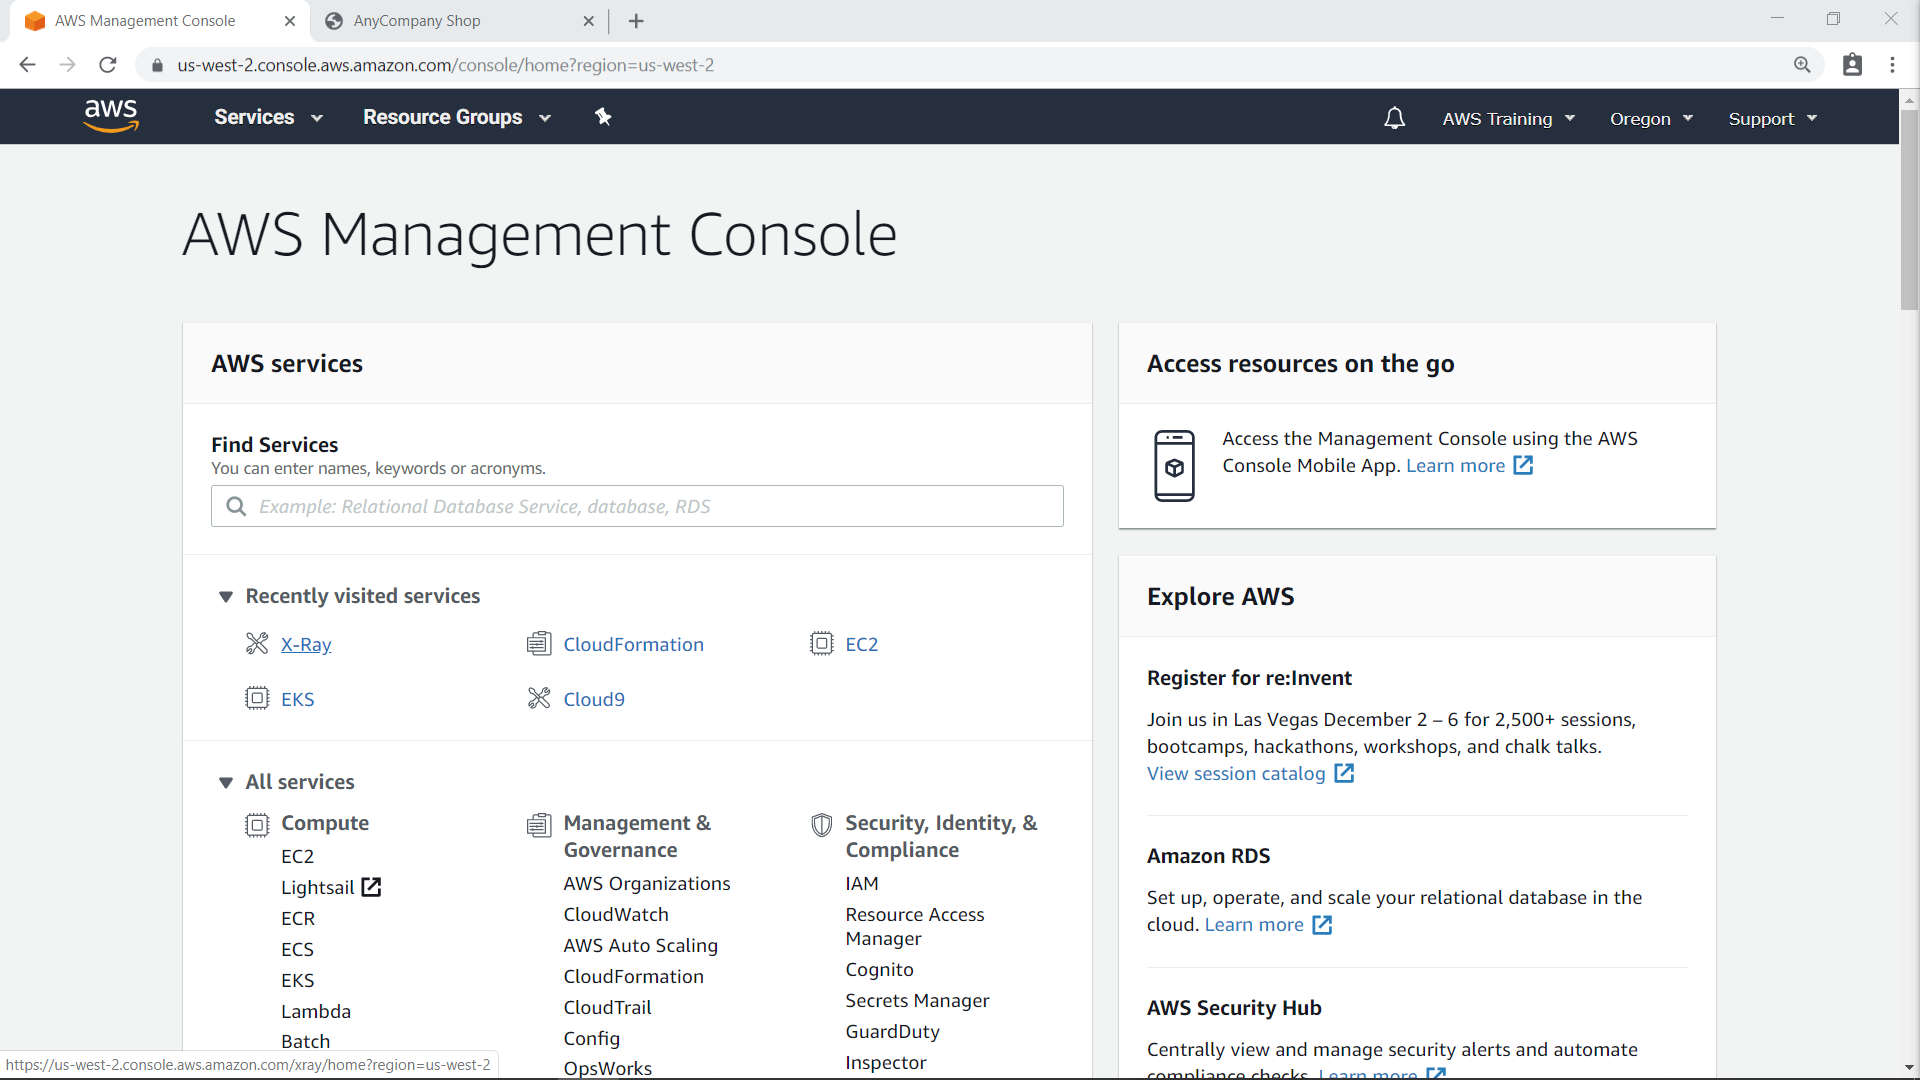 AWS Management Console
AnyCompany Shop
us-west-2.console.aws.amazon.com/console/home?region=us-west-2
aws
Services
Resource Groups
AWS Training
Oregon
Support
AWS Management Console
AWS services
Find Services
You can enter names, keywords or acronyms.
Example: Relational Database Service, database, RDS
Recently visited services
X-Ray
CloudFormation
EC2
EKS
Cloud9
All services
Compute
EC2
Lightsail
ECR
ECS
EKS
Lambda
Batch
Management &
Governance
AWS Organizations
CloudWatch
AWS Auto Scaling
CloudFormation
CloudTrail
Config
OpsWorks
Security, Identity, &
Compliance
IAM
Resource Access
Manager
Cognito
Secrets Manager
GuardDuty
Inspector
Access resources on the go
Access the Management Console using the AWS
Console Mobile App. Learn more
Explore AWS
Register for re:Invent
Join us in Las Vegas December 2 – 6 for 2,500+ sessions,
bootcamps, hackathons, workshops, and chalk talks.
View session catalog
Amazon RDS
Set up, operate, and scale your relational database in the
cloud. Learn more
AWS Security Hub
Centrally view and manage security alerts and automate
compliance checks. Learn more
https://us-west-2.console.aws.amazon.com/xray/home?region=us-west-2